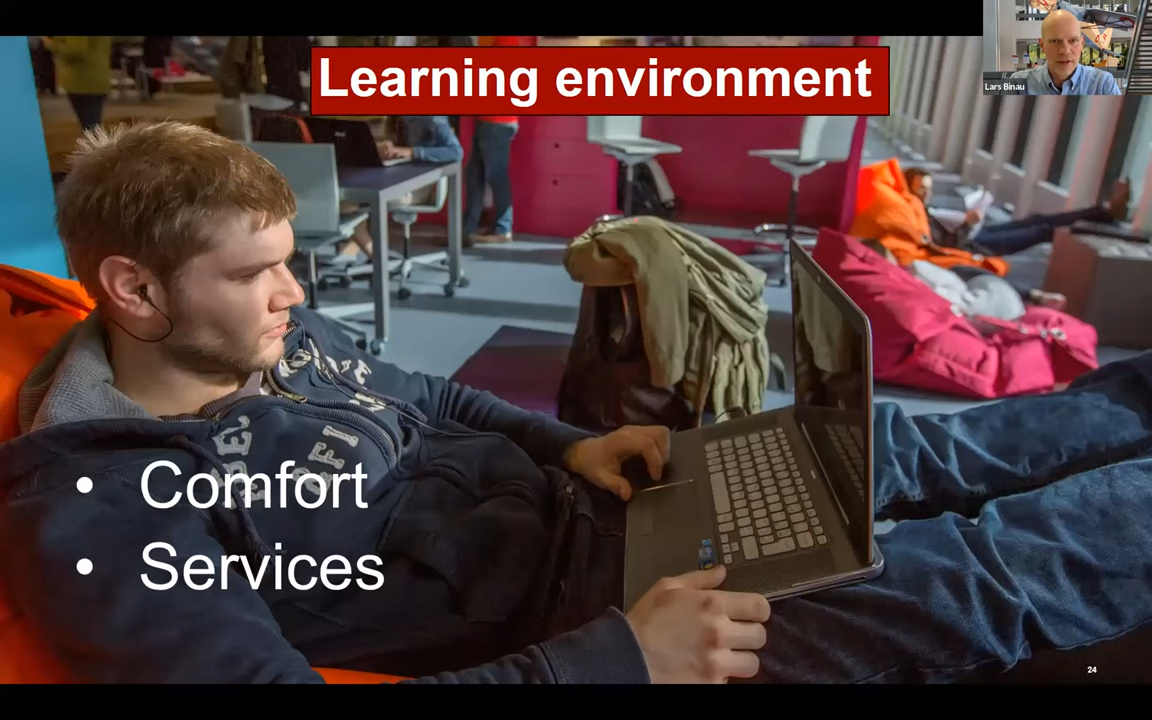 Learning environment
Lars Binau
• Comfort
• Services
24